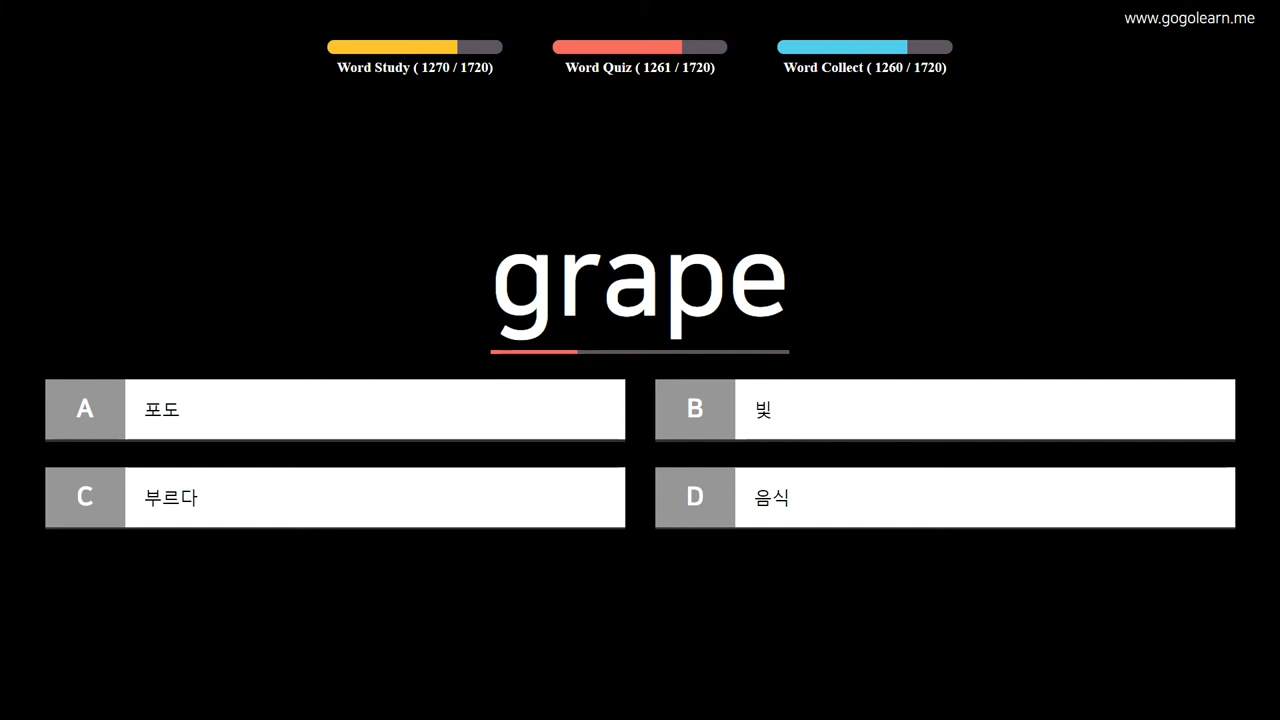 www.gogolearn.me
Word Study ( 1270 / 1720)
Word Quiz ( 1261 / 1720)
Word Collect ( 1260 / 1720)
grape
A 포도
B 빛
C 부르다
D 음식